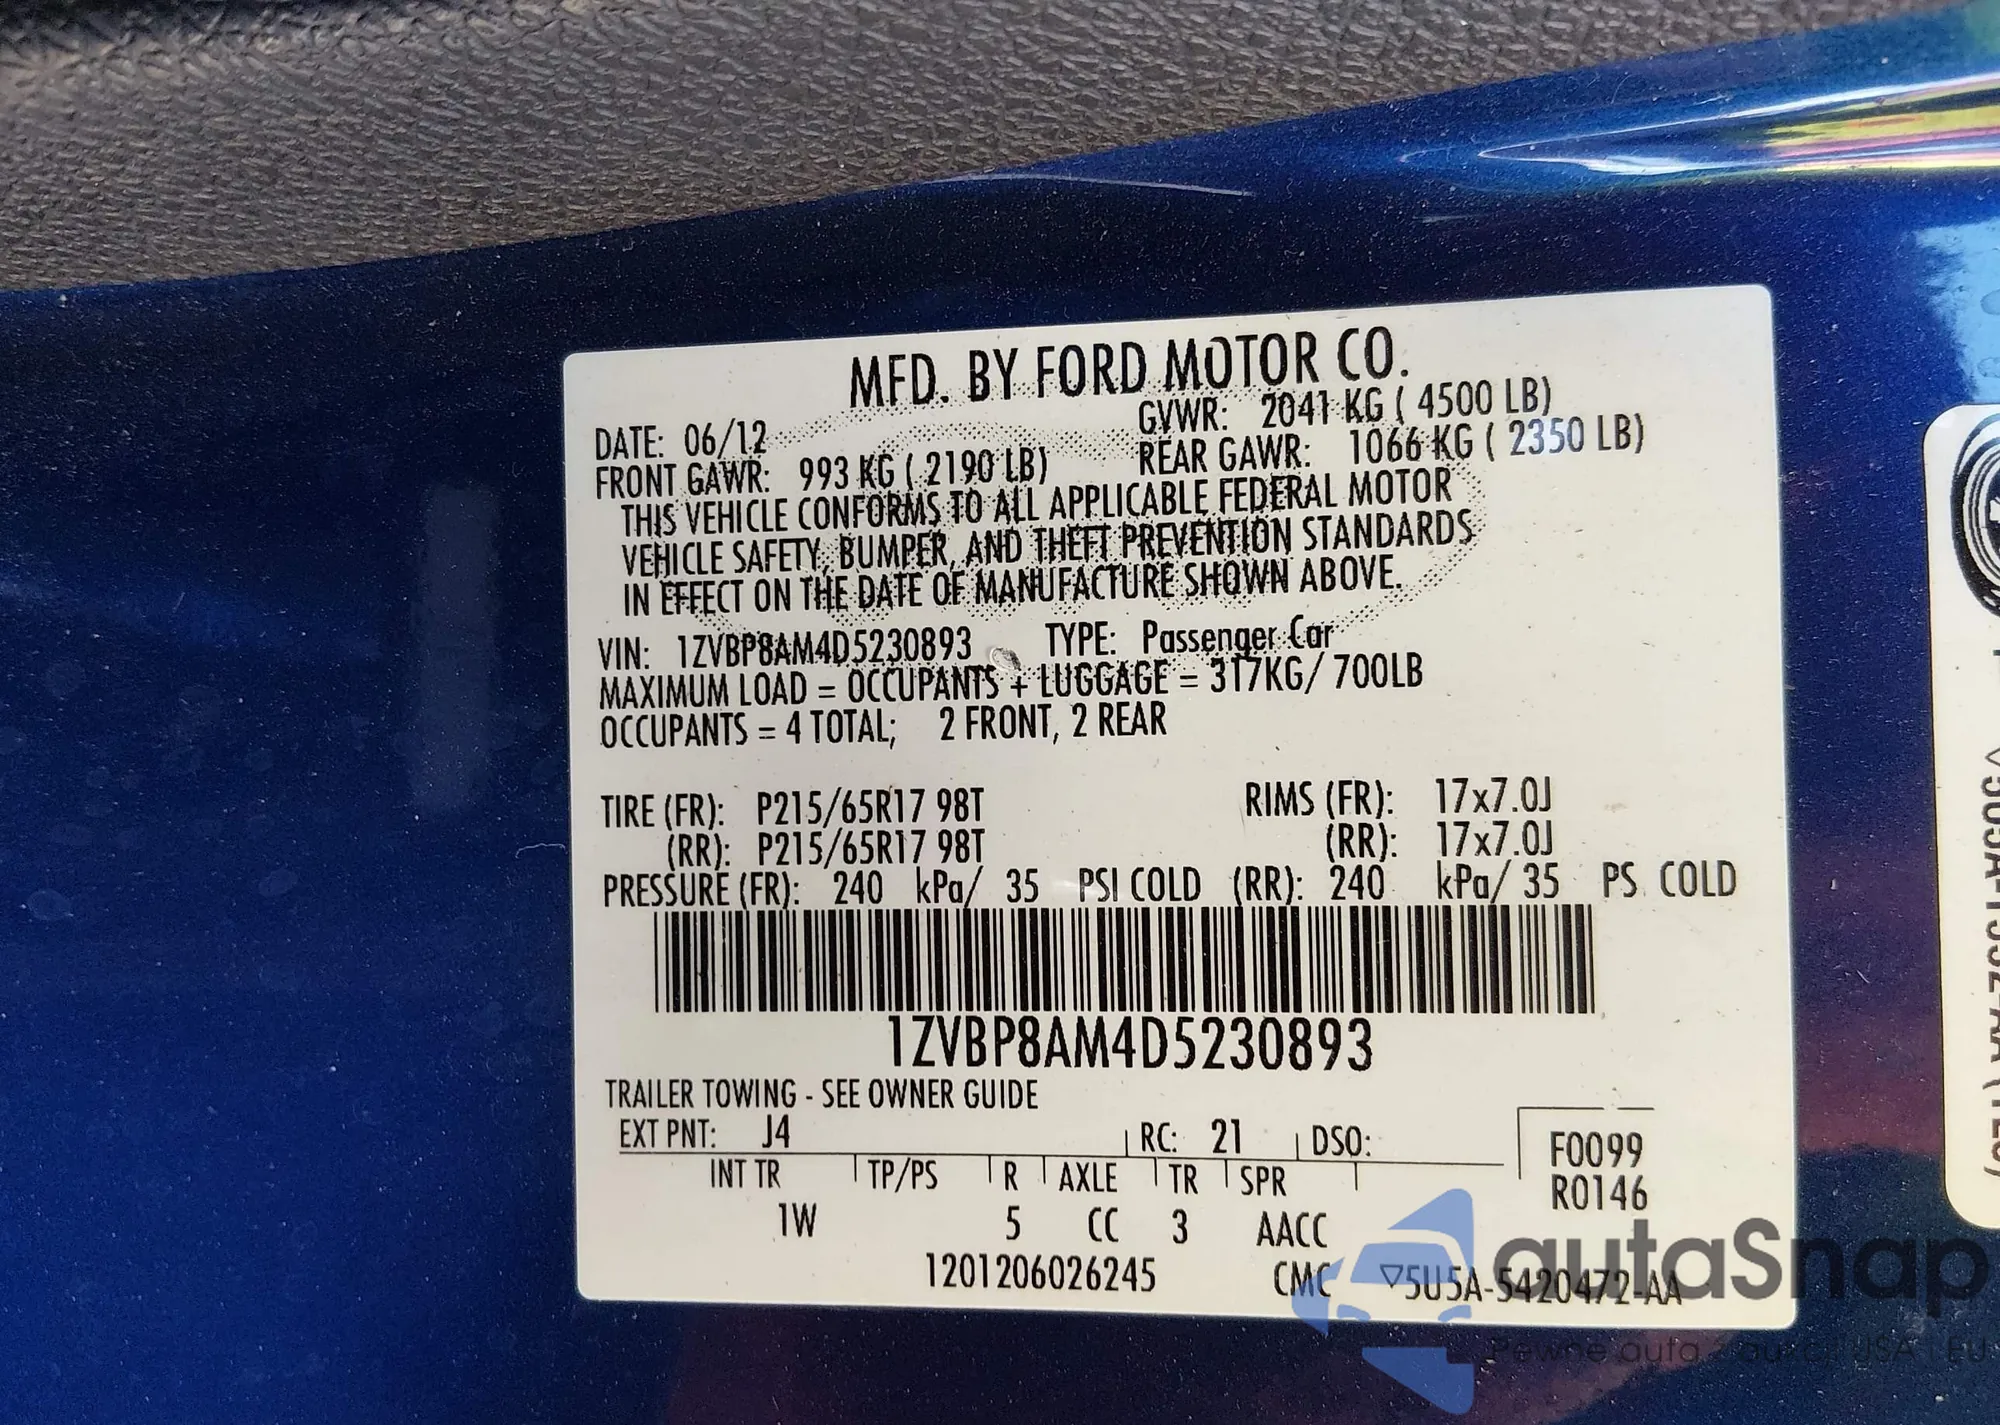 MFD. BY FORD MOTOR CO.
DATE: 06/12 GVWR: 2041 KG ( 4500 LB)
FRONT GAWR: 993 KG ( 2190 LB) REAR GAWR: 1066 KG ( 2350 LB)
THIS VEHICLE CONFORMS TO ALL APPLICABLE FEDERAL MOTOR
VEHICLE SAFETY, BUMPER, AND THEFT PREVENTION STANDARDS
IN EFFECT ON THE DATE OF MANUFACTURE SHOWN ABOVE.
VIN: 1ZVBP8AM4D5230893 TYPE: Passenger Car
MAXIMUM LOAD = OCCUPANTS + LUGGAGE = 317KG/ 700LB
OCCUPANTS = 4 TOTAL; 2 FRONT, 2 REAR
TIRE (FR): P215/65R17 98T RIMS (FR): 17x7.0J
(RR): P215/65R17 98T (RR): 17x7.0J
PRESSURE (FR): 240 kPa/ 35 PSI COLD (RR): 240 kPa/ 35 PS COLD
1ZVBP8AM4D5230893
TRAILER TOWING - SEE OWNER GUIDE
EXT PNT: J4 RC: 21 DSO:
F0099
INT TR TP/PS R AXLE TR SPR
R0146
1W 5 CC 3 AACC
1201206026245 CMC ▽5U5A-5420472-AA
autaSnap
Pewne auta z aukcji USA i EU